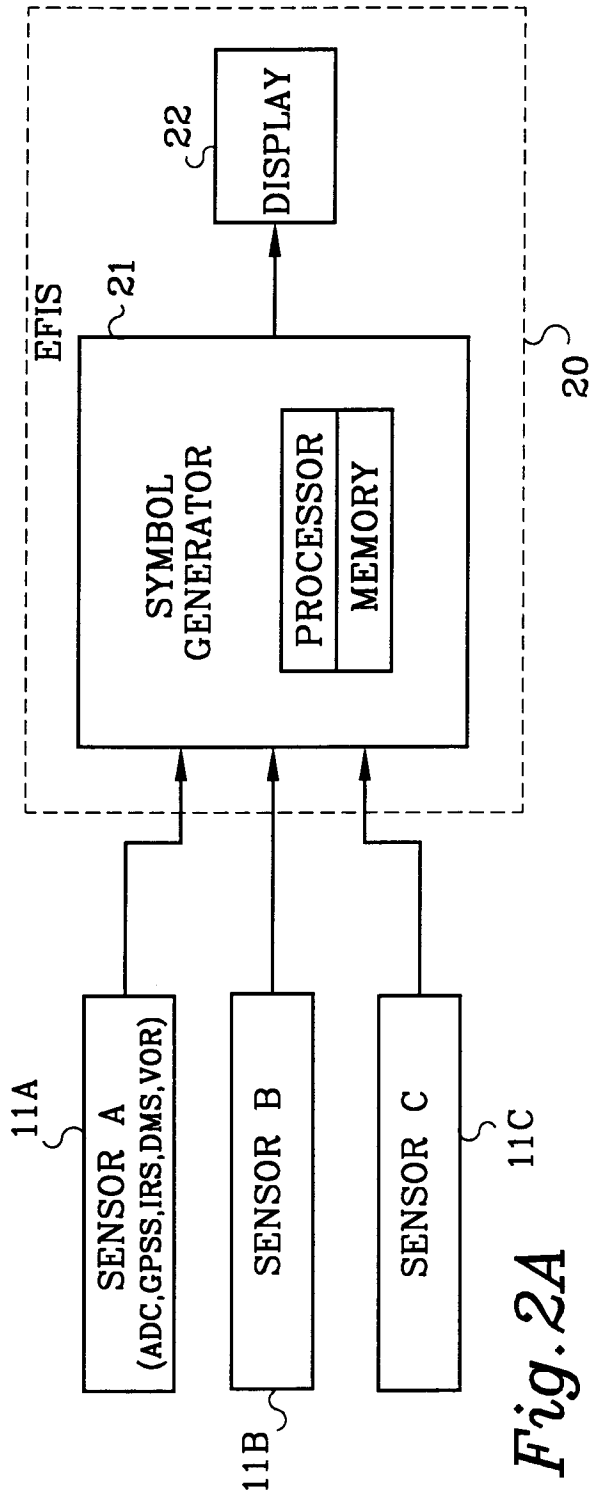 11A
SENSOR A
(ADC,GPSS,IRS,DMS,VOR)
11B
SENSOR B
SENSOR C
11C
EFIS
21
SYMBOL
GENERATOR
PROCESSOR
MEMORY
22
DISPLAY
20
Fig. 2A